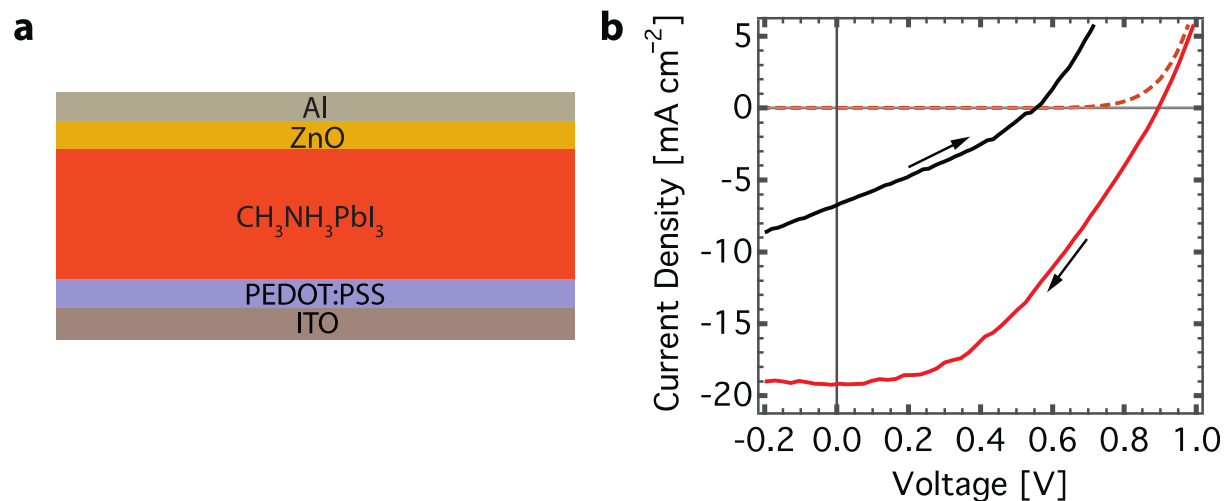 a
Al
ZnO
CH₃NH₃PbI₃
PEDOT:PSS
ITO
b
Current Density [mA cm⁻²]
5
0
-5
-10
-15
-20
-0.2 0.0 0.2 0.4 0.6 0.8 1.0
Voltage [V]